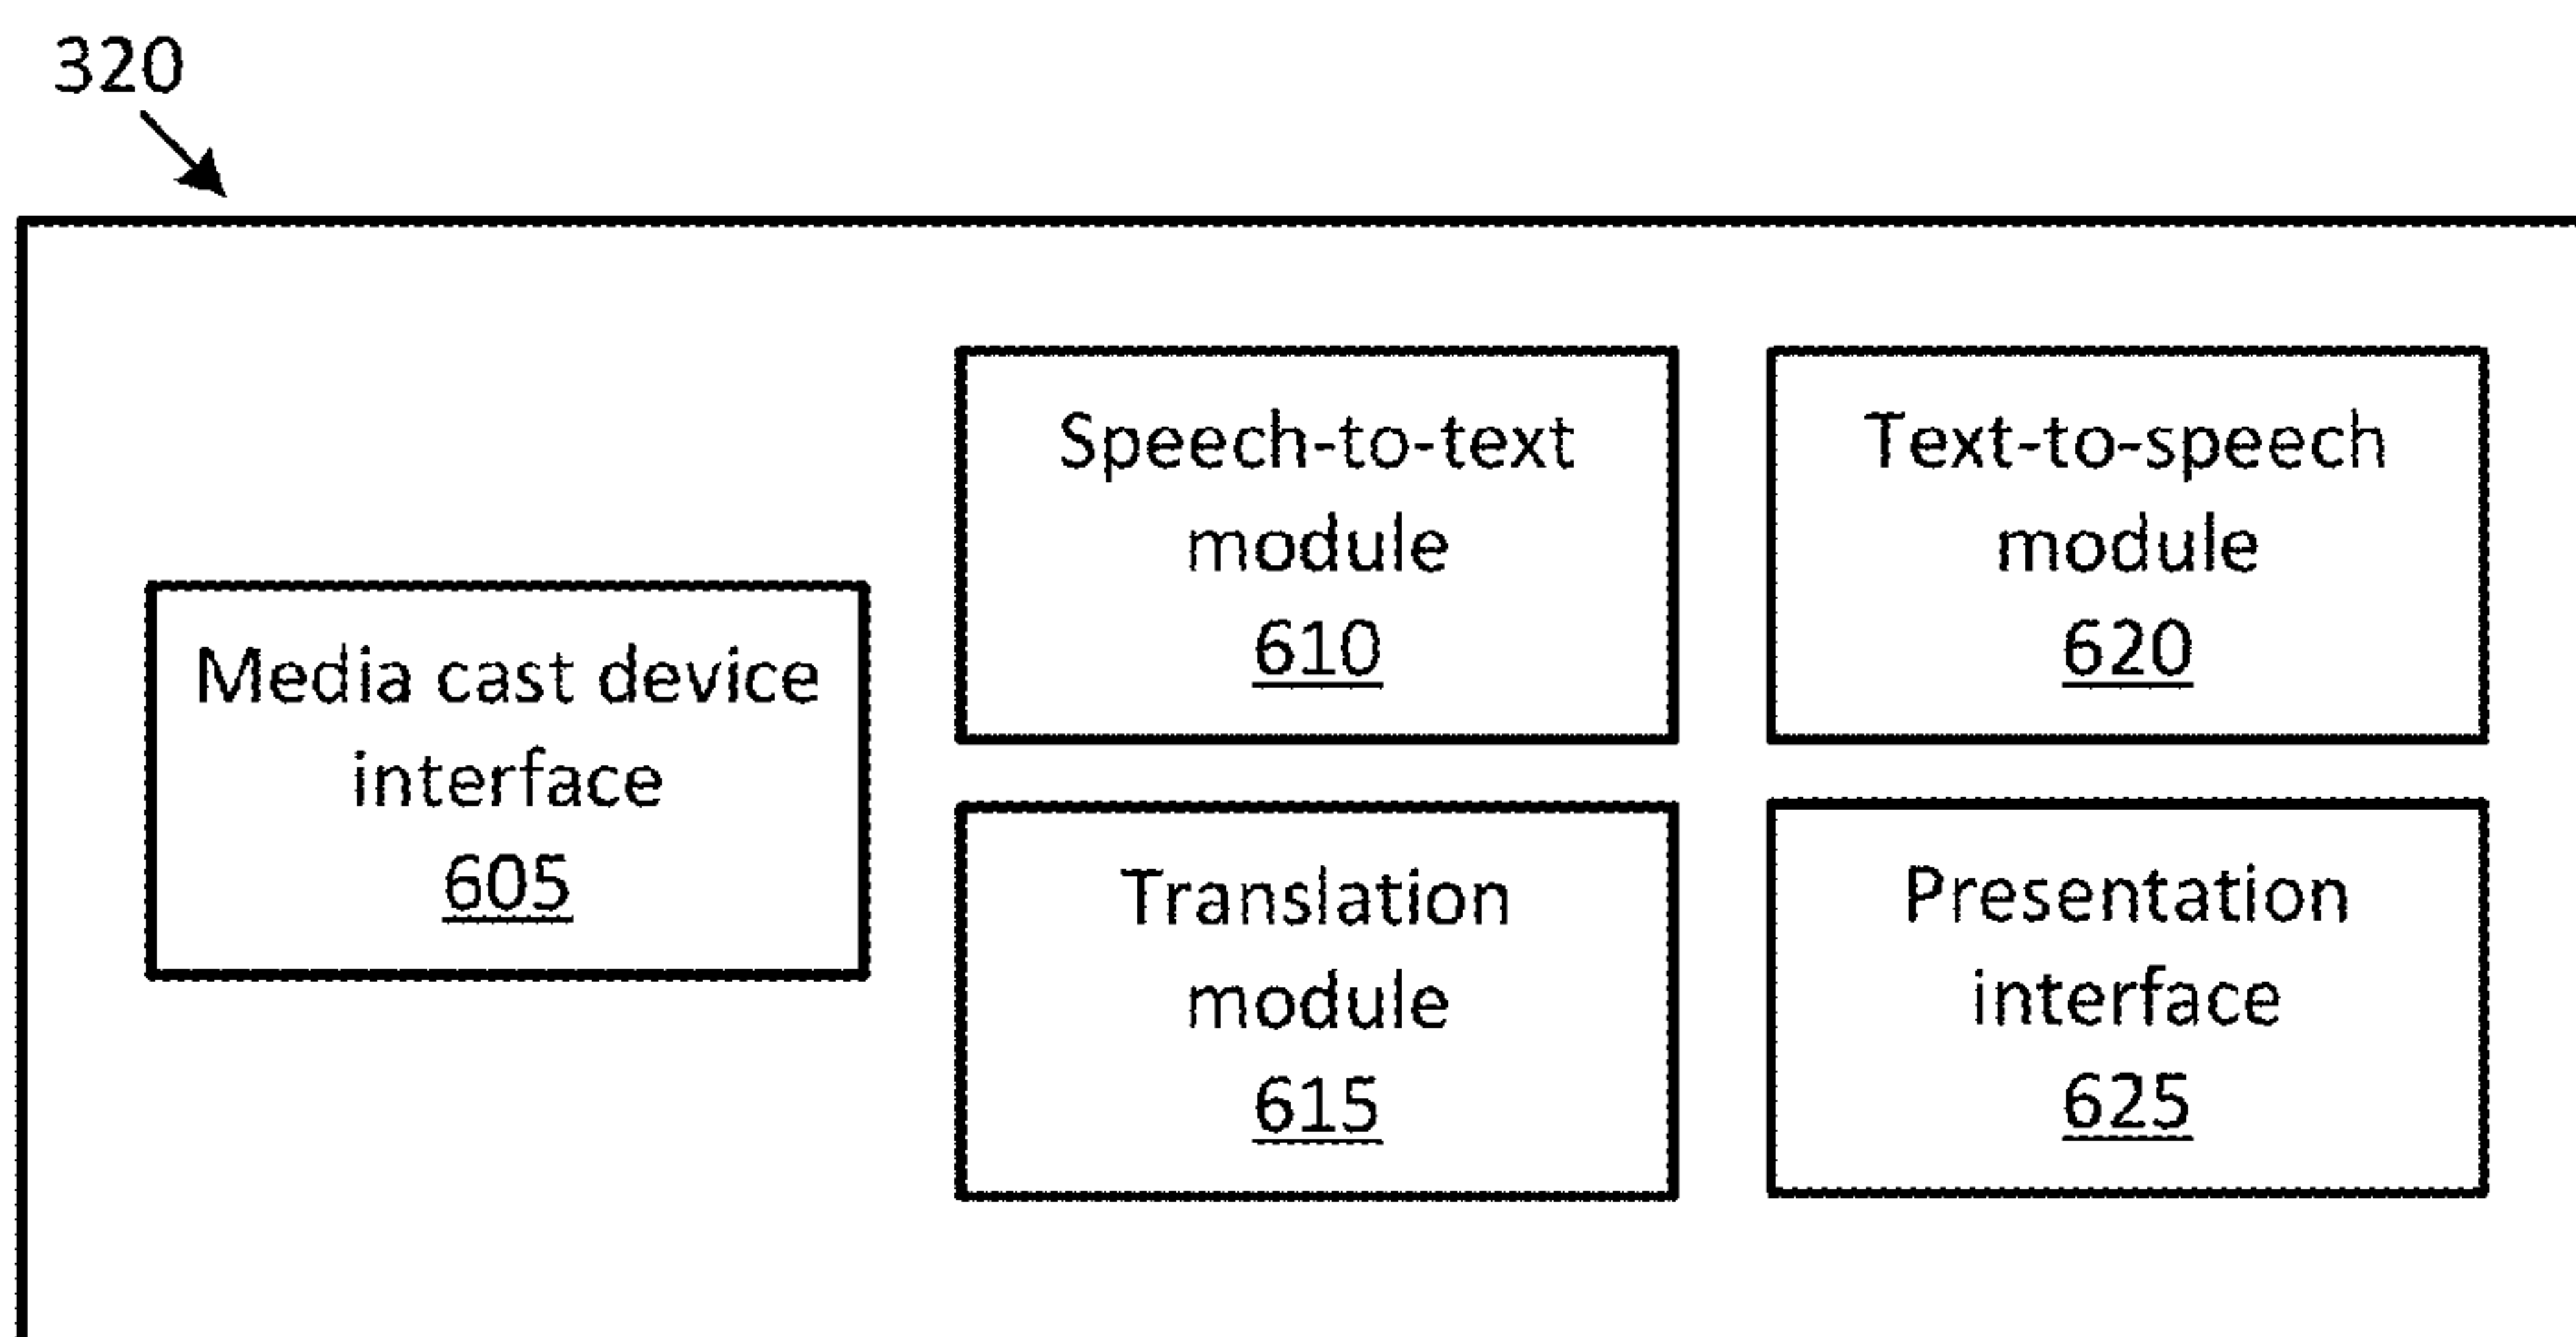 320
Media cast device
interface
605
Speech-to-text
module
610
Text-to-speech
module
620
Translation
module
615
Presentation
interface
625